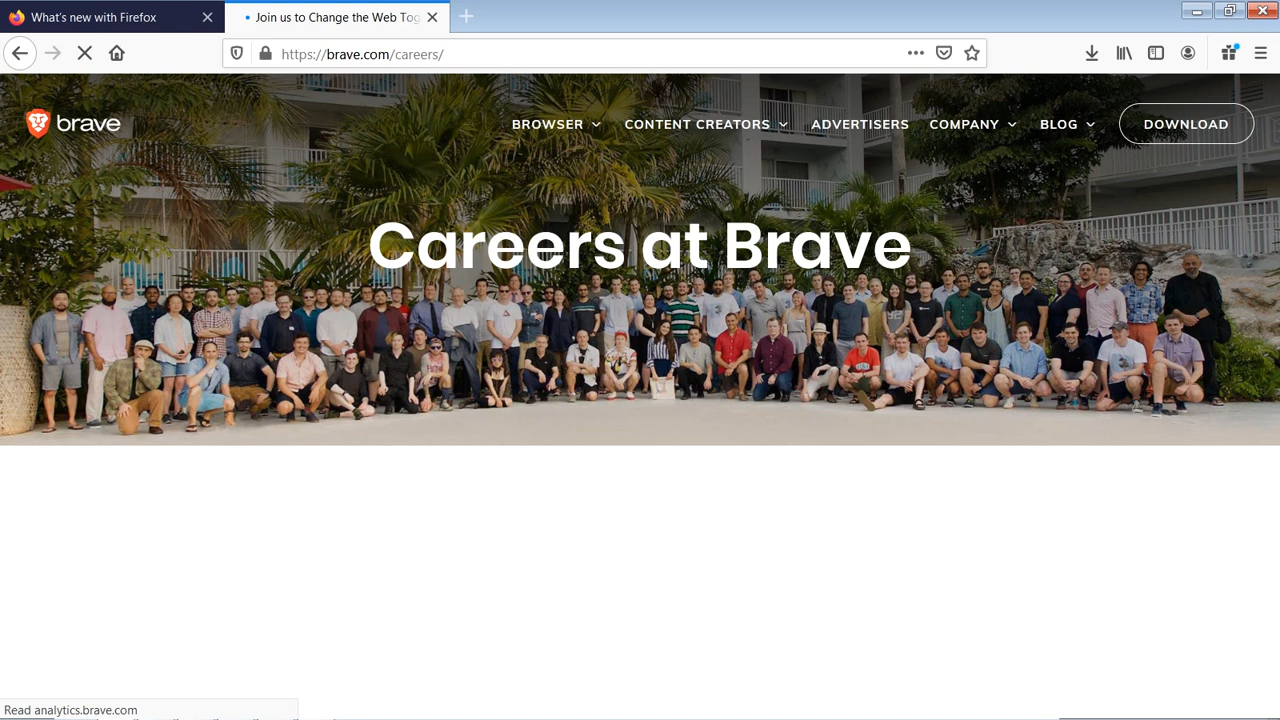 What's new with Firefox
Join us to Change the Web Tog
https://brave.com/careers/
brave
BROWSER
CONTENT CREATORS
ADVERTISERS
COMPANY
BLOG
DOWNLOAD
Careers at Brave
Read analytics.brave.com